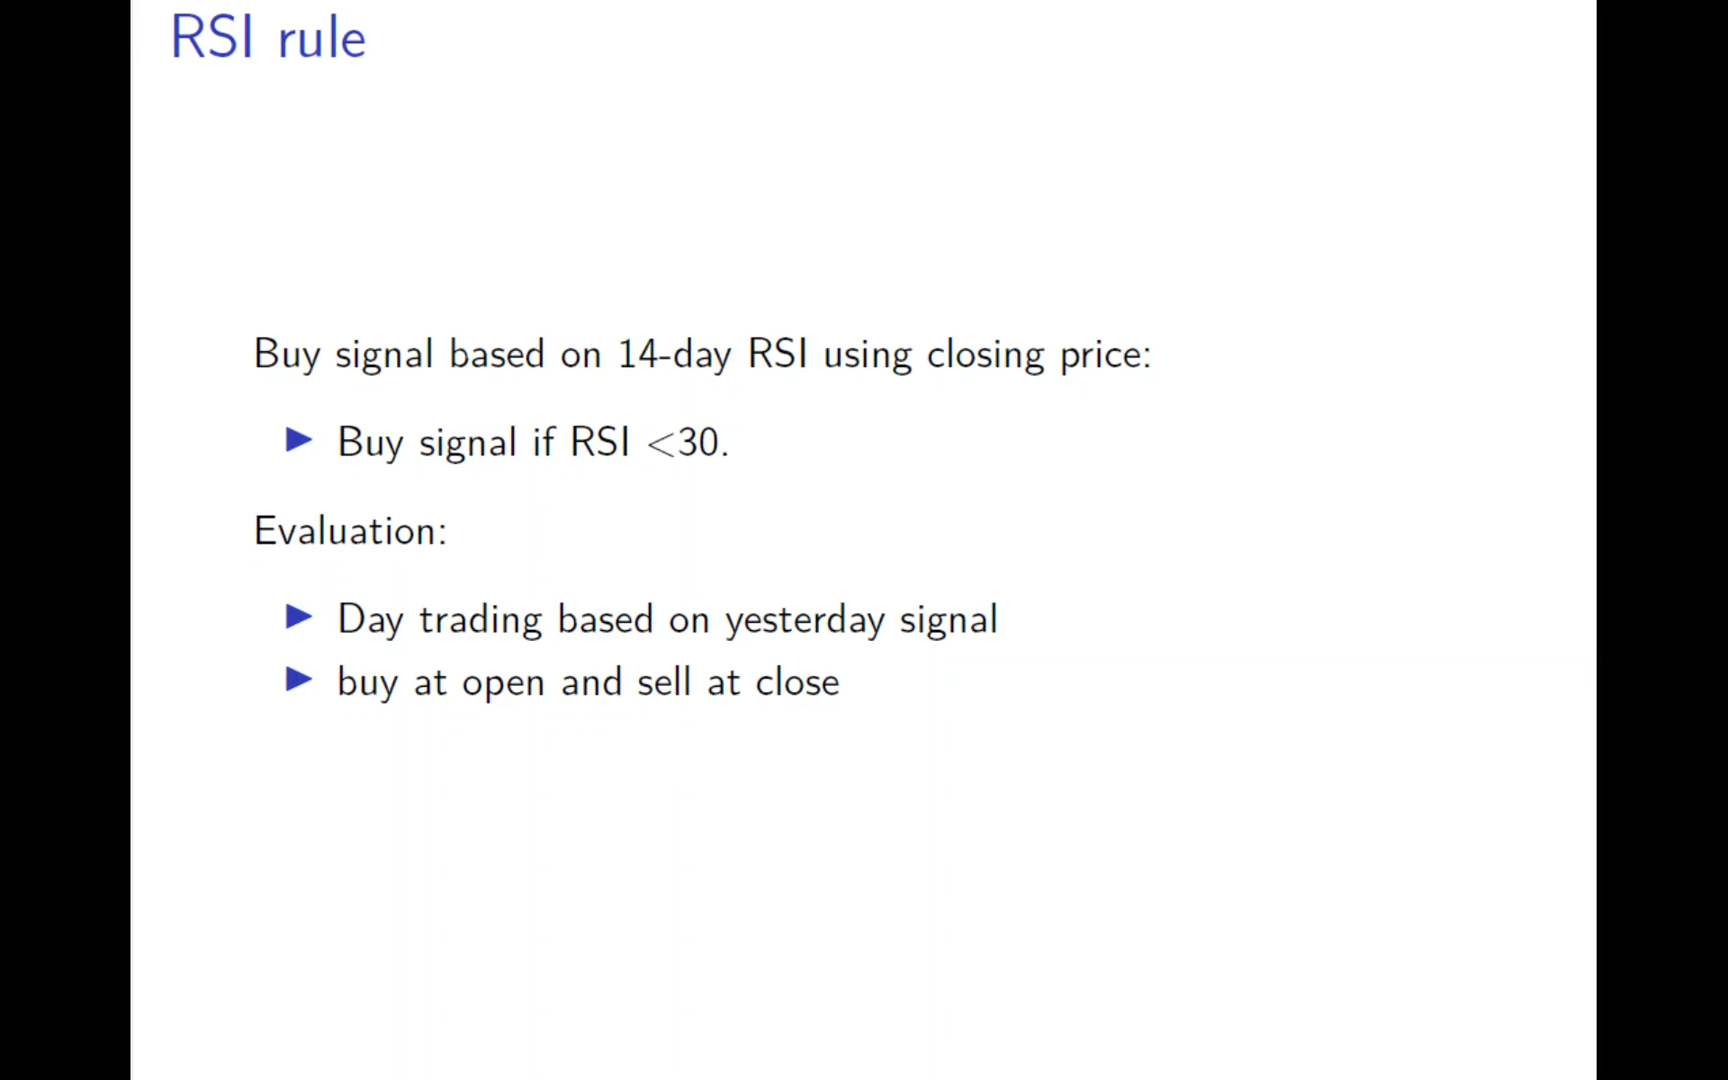 RSI rule
Buy signal based on 14-day RSI using closing price:
▶ Buy signal if RSI <30.
Evaluation:
▶ Day trading based on yesterday signal
▶ buy at open and sell at close